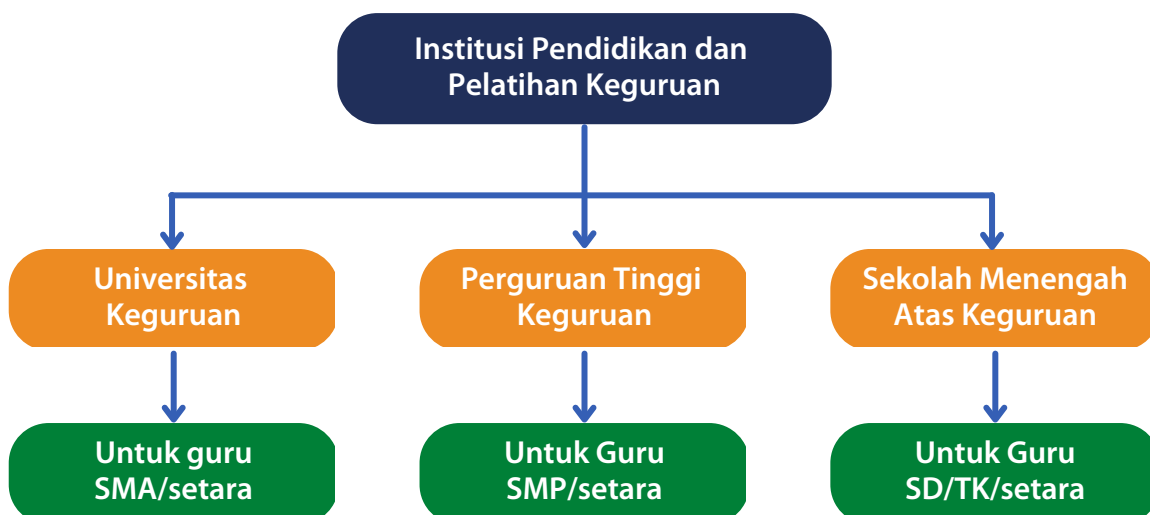 Institusi Pendidikan dan
Pelatihan Keguruan
Universitas
Keguruan
Perguruan Tinggi
Keguruan
Sekolah Menengah
Atas Keguruan
Untuk guru
SMA/setara
Untuk Guru
SMP/setara
Untuk Guru
SD/TK/setara